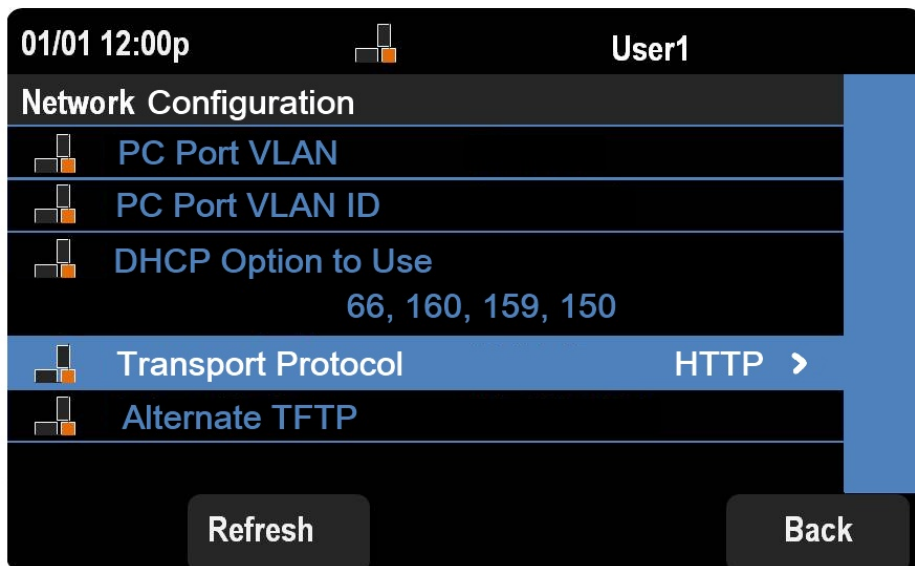 01/01 12:00p User1
Network Configuration
PC Port VLAN
PC Port VLAN ID
DHCP Option to Use
66, 160, 159, 150
Transport Protocol HTTP >
Alternate TFTP
Refresh Back